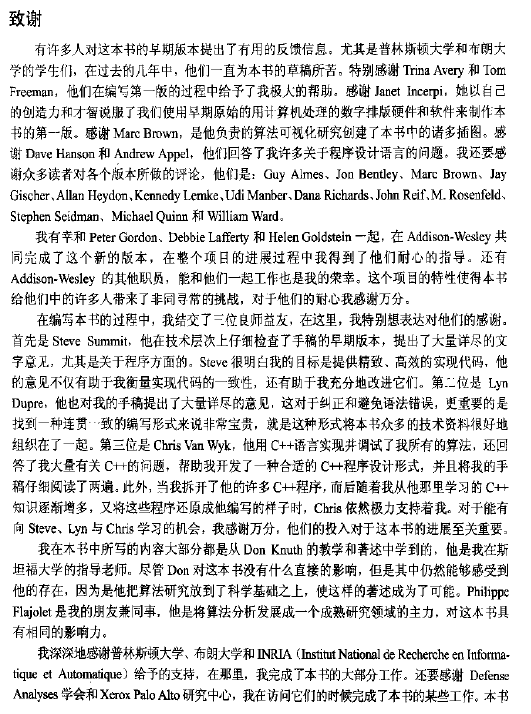 致谢
有许多人对这本书的早期版本提出了有用的反馈信息。尤其是普林斯顿大学和布朗大
学的学生们，在过去的几年中，他们一直为本书的草稿所苦。特别感谢 Trina Avery 和 Tom
Freeman，他们在编写第一版的过程中给予了我极大的帮助。感谢 Janet Incerpi，她以自己
的创造力和才智说服了我们使用早期原始的用计算机处理的数字排版硬件和软件来制作本
书的第一版。感谢 Marc Brown，是他负责的算法可视化研究创建了本书中的诸多插图。感
谢 Dave Hanson 和 Andrew Appel，他们回答了我许多关于程序设计语言的问题。我还要感
谢众多读者对各个版本所做的评论，他们是：Guy Almes、Jon Bentley、Marc Brown、Jay
Gischer、Allan Heydon、Kennedy Lemke、Udi Manber、Dana Richards、John Reif、M. Rosenfeld、
Stephen Seidman、Michael Quinn 和 William Ward。
我有幸和 Peter Gordon、Debbie Lafferty 和 Helen Goldstein 一起，在 Addison-Wesley 共
同完成了这个新的版本，在整个项目的进展过程中我得到了他们耐心的指导。还有
Addison-Wesley 的其他职员，能和他们一起工作也是我的荣幸。这个项目的特性使得本书
给他们中的许多人带来了非同寻常的挑战，对于他们的耐心我感谢万分。
在编写本书的过程中，我结交了三位良师益友，在这里，我特别想表达对他们的感谢。
首先是 Steve Summit，他在技术层次上仔细检查了手稿的早期版本，提出了大量详尽的文
字意见，尤其是关于程序方面的。Steve 很明白我的目标是提供精致、高效的实现代码，他
的意见不仅有助于我衡量实现代码的一致性，还有助于我充分地改进它们。第二位是 Lyn
Dupre，他也对我的手稿提出了大量详尽的意见，这对于纠正和避免语法错误，更重要的是
找到一种连贯一致的编写形式来说非常宝贵，就是这种形式将本书众多的技术资料很好地
组织在了一起。第三位是 Chris Van Wyk，他用 C++语言实现并调试了我所有的算法，还回
答了我大量有关 C++的问题，帮助我开发了一种合适的 C++程序设计形式，并且将我的手
稿仔细阅读了两遍。此外，当我拆开了他的许多 C++程序，而后随着我从他那里学习的 C++
知识逐渐增多，又将这些程序还原成他编写的样子时，Chris 依然极力支持着我。对于能有
向 Steve、Lyn 与 Chris 学习的机会，我感谢万分，他们的投入对于这本书的进展至关重要。
我在本书中所写的内容大部分都是从 Don Knuth 的教学和著述中学到的，他是我在斯
坦福大学的指导老师。尽管 Don 对这本书没有什么直接的影响，但是其中仍然能够感受到
他的存在，因为是他把算法研究放到了科学基础之上，使这样的著述成为了可能。Philippe
Flajolet 是我的朋友兼同事，他是将算法分析发展成一个成熟研究领域的主力，对这本书具
有相同的影响力。
我深深地感谢普林斯顿大学、布朗大学和 INRIA（Institut National de Recherche en Informa-
tique et Automatique）给予的支持，在那里，我完成了本书的大部分工作。还要感谢 Defense
Analyses 学会和 Xerox Palo Alto 研究中心，我在访问它们的时候完成了本书的某些工作。本书